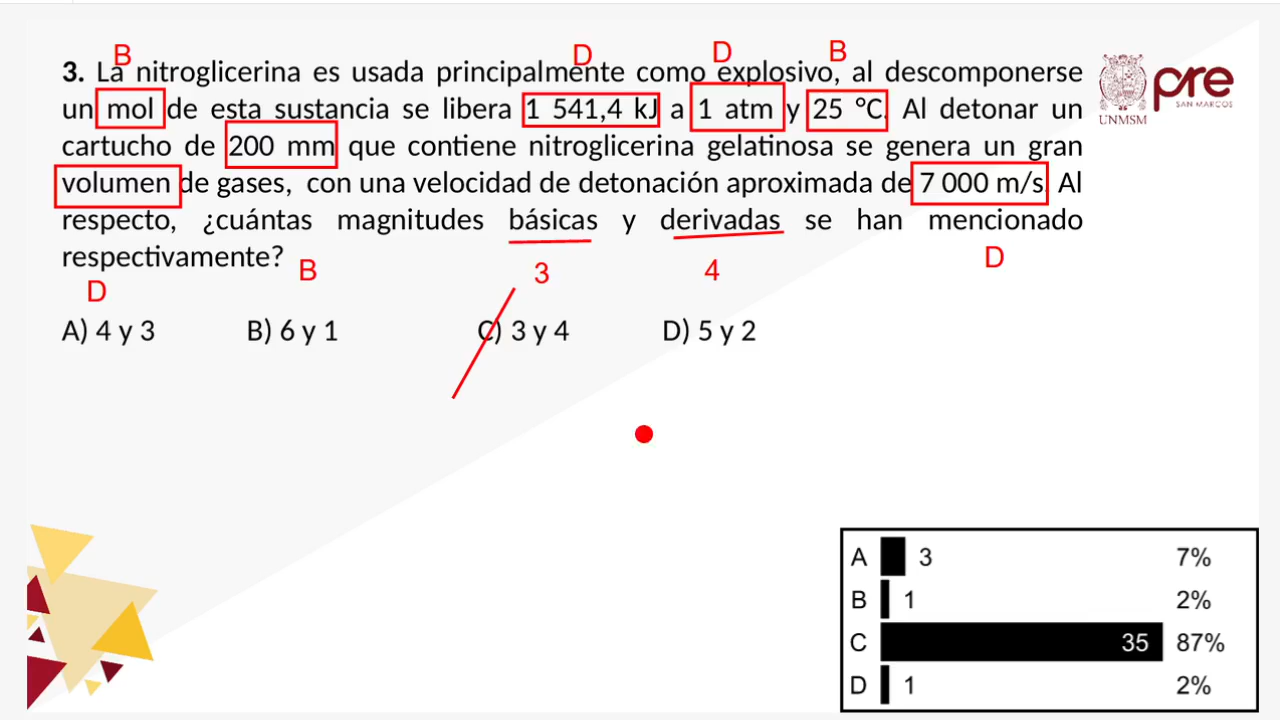 B D D B
3. La nitroglicerina es usada principalmente como explosivo, al descomponerse
un mol de esta sustancia se libera 1 541,4 kJ a 1 atm y 25 °C. Al detonar un
cartucho de 200 mm que contiene nitroglicerina gelatinosa se genera un gran
volumen de gases, con una velocidad de detonación aproximada de 7 000 m/s. Al
respecto, ¿cuántas magnitudes básicas y derivadas se han mencionado
respectivamente?
D B 3 4 D
A) 4 y 3 B) 6 y 1 C) 3 y 4 D) 5 y 2
UNMSM
pre
SAN MARCOS
A 3 7%
B 1 2%
C 35 87%
D 1 2%